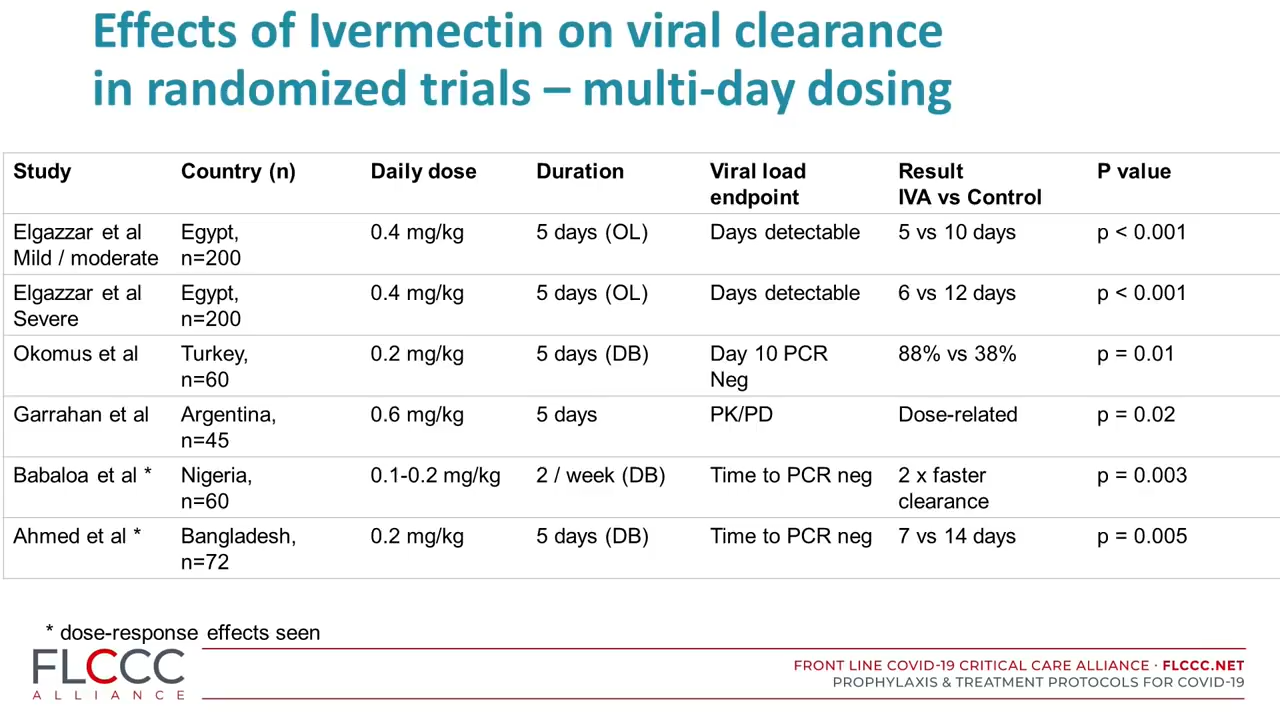 Effects of Ivermectin on viral clearance
in randomized trials – multi-day dosing
Study Country (n) Daily dose Duration Viral load Result P value
endpoint IVA vs Control
Elgazzar et al Egypt, 0.4 mg/kg 5 days (OL) Days detectable 5 vs 10 days p < 0.001
Mild / moderate n=200
Elgazzar et al Egypt, 0.4 mg/kg 5 days (OL) Days detectable 6 vs 12 days p < 0.001
Severe n=200
Okomus et al Turkey, 0.2 mg/kg 5 days (DB) Day 10 PCR 88% vs 38% p = 0.01
n=60 Neg
Garrahan et al Argentina, 0.6 mg/kg 5 days PK/PD Dose-related p = 0.02
n=45
Babaloa et al * Nigeria, 0.1-0.2 mg/kg 2 / week (DB) Time to PCR neg 2 x faster p = 0.003
n=60 clearance
Ahmed et al * Bangladesh, 0.2 mg/kg 5 days (DB) Time to PCR neg 7 vs 14 days p = 0.005
n=72
* dose-response effects seen
FLCCC
ALLIANCE
FRONT LINE COVID-19 CRITICAL CARE ALLIANCE · FLCCC.NET
PROPHYLAXIS & TREATMENT PROTOCOLS FOR COVID-19